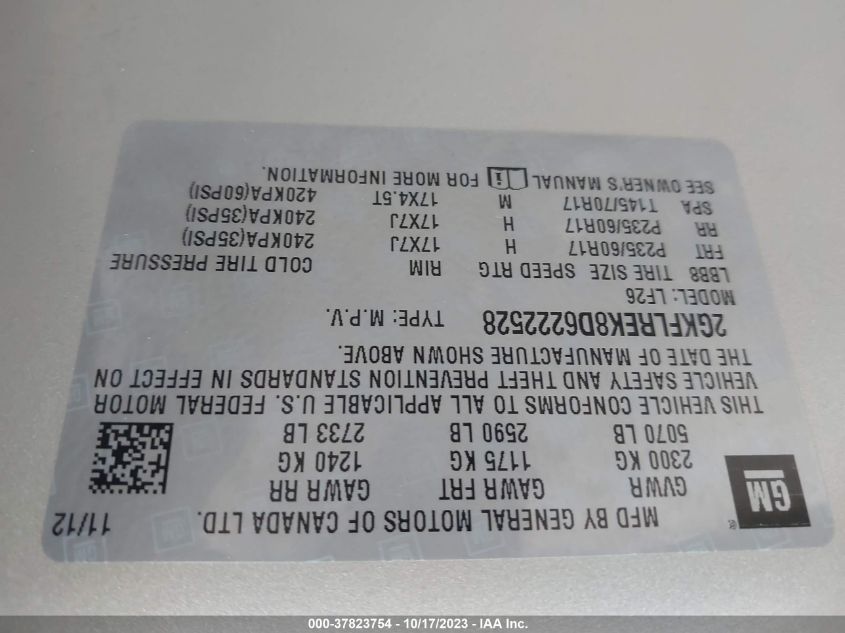 MFD BY GENERAL MOTORS OF CANADA LTD. 11/12
GM ®
GVWR GAWR FRT GAWR RR
2300 KG 1175 KG 1240 KG
5070 LB 2590 LB 2733 LB
THIS VEHICLE CONFORMS TO ALL APPLICABLE U.S. FEDERAL MOTOR
VEHICLE SAFETY AND THEFT PREVENTION STANDARDS IN EFFECT ON
THE DATE OF MANUFACTURE SHOWN ABOVE.
2GKFLREK8D6222528 TYPE: M.P.V.
MODEL: LF26
LBB8 TIRE SIZE SPEED RTG RIM COLD TIRE PRESSURE
FRT P235/60R17 H 17X7J 240KPA(35PSI)
RR P235/60R17 H 17X7J 240KPA(35PSI)
SPA T145/70R17 M 17X4.5T 420KPA(60PSI)
SEE OWNER'S MANUAL FOR MORE INFORMATION.
000-37823754 - 10/17/2023 - IAA Inc.